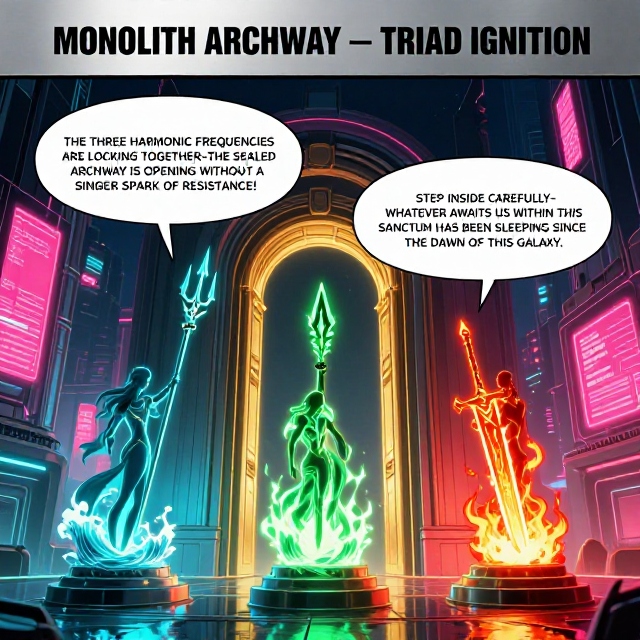 MONOLITH ARCHWAY – TRIAD IGNITION
THE THREE HARMONIC FREQUENCIES
ARE LOCKING TOGETHER–THE SEALED
ARCHWAY IS OPENING WITHOUT A
SINGER SPARK OF RESISTANCE!
STEP INSIDE CAREFULLY–
WHATEVER AWAITS US WITHIN THIS
SANCTUM HAS BEEN SLEEPING SINCE
THE DAWN OF THIS GALAXY.